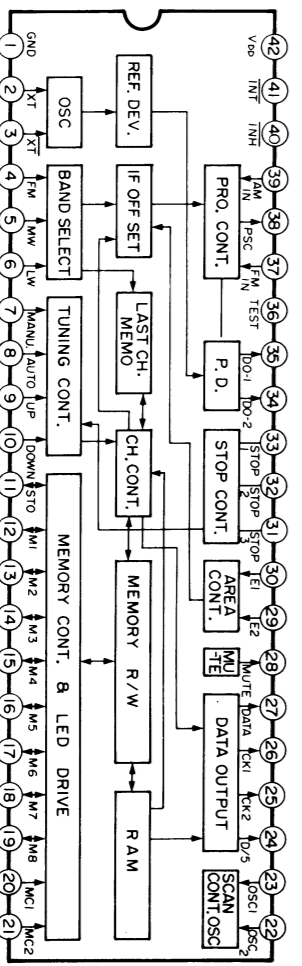 VDD
INT
INH
AM IN
PSC
FM IN
TEST
DO-1
DO-2
STOP 1
STOP 2
STOP 3
E1
E2
MUTE
DATA
CK1
CK2
D/5
OSC1
OSC2
42
41
40
39
38
37
36
35
34
33
32
31
30
29
28
27
26
25
24
23
22
PRO. CONT.
P. D.
STOP CONT.
AREA
CONT.
MU
-TE
DATA OUTPUT
SCAN
CONT. OSC
REF. DEV.
IF OFF SET
LAST CH.
MEMO
CH. CONT.
MEMORY
R/W
RAM
OSC
BAND SELECT
TUNING CONT.
MEMORY CONT. & LED DRIVE
GND
XT
XT
FM
MW
LW
MANU.
AUTO
UP
DOWN
STO
M1
M2
M3
M4
M5
M6
M7
M8
MC1
MC2
1
2
3
4
5
6
7
8
9
10
11
12
13
14
15
16
17
18
19
20
21